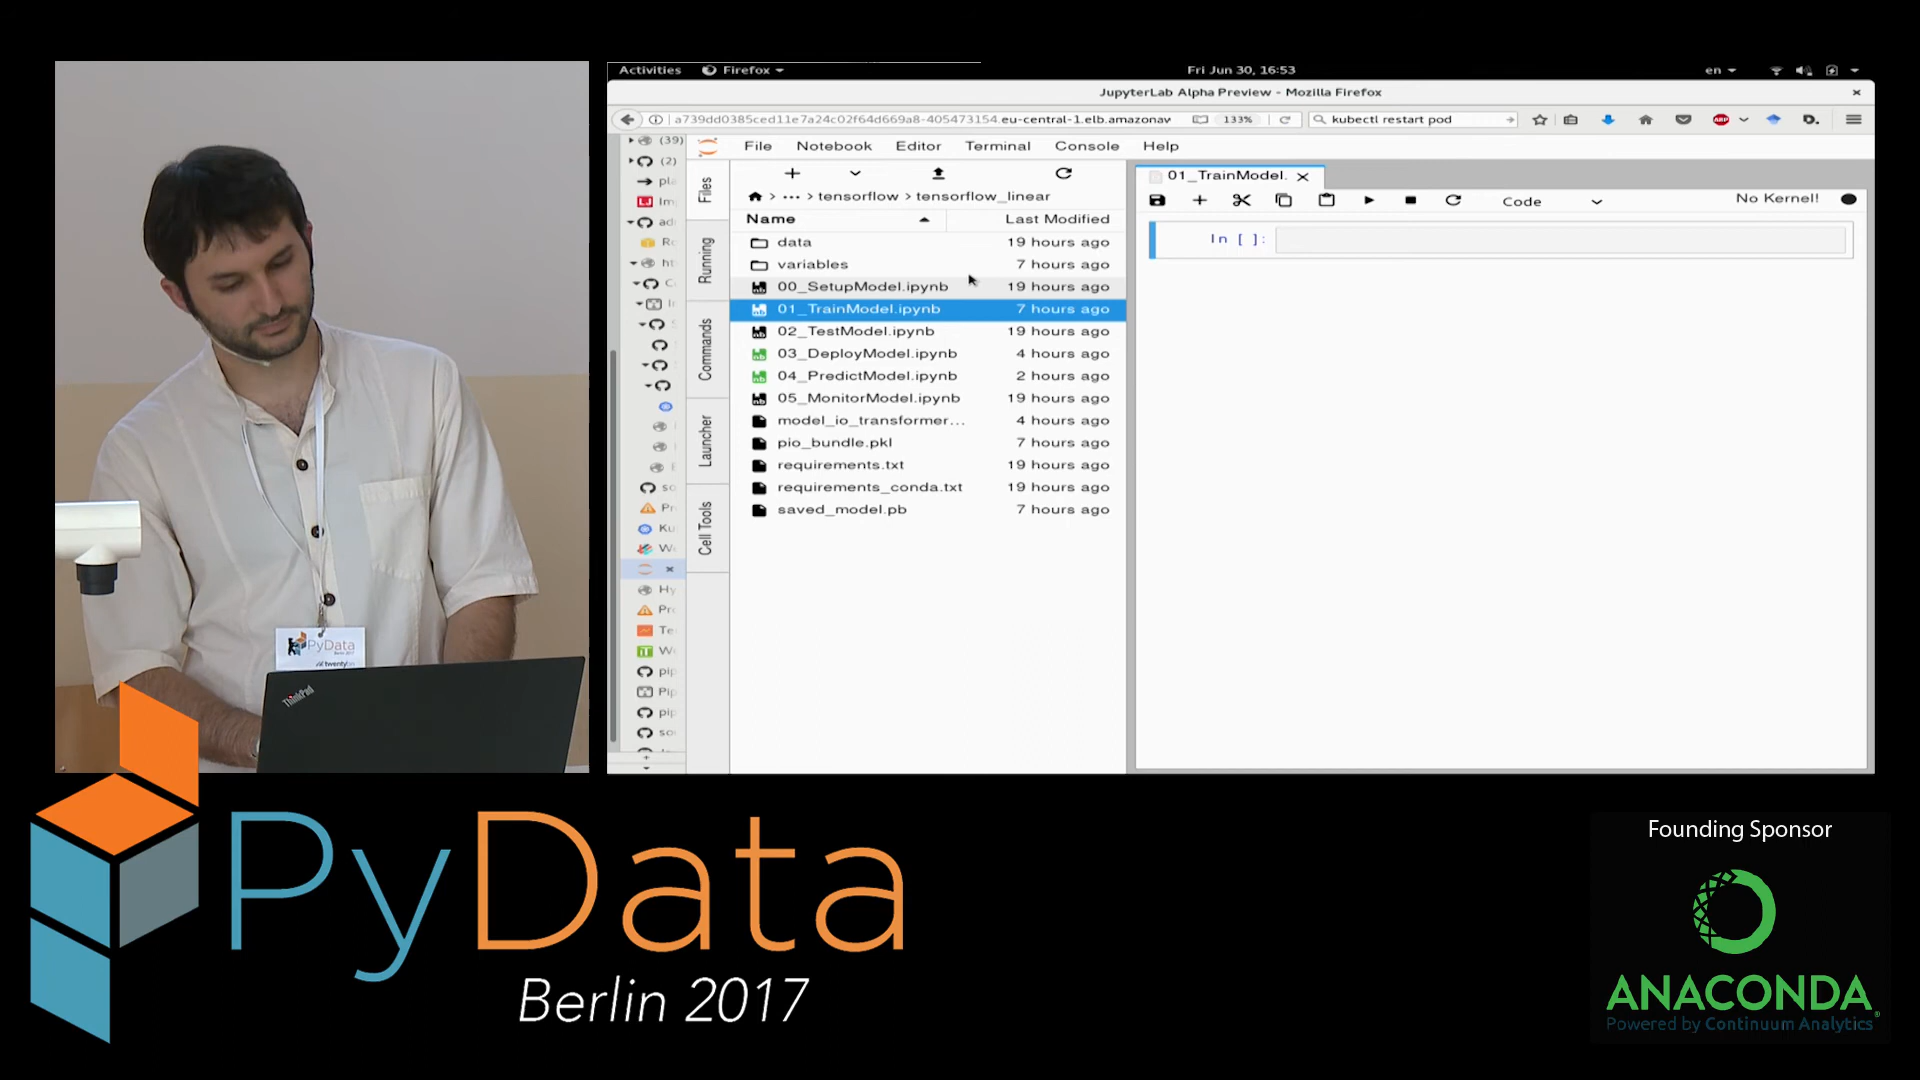 Activities Firefox Fri Jun 30, 16:53 en
JupyterLab Alpha Preview - Mozilla Firefox
a739dd0385ced11e7a24c02f64d669a8-405473154.eu-central-1.elb.amazonav 133% kubectl restart pod
File Notebook Editor Terminal Console Help
Files
Running
Commands
Launcher
Cell Tools
(39)
(2)
tensorflow > tensorflow_linear
Name Last Modified
data 19 hours ago
variables 7 hours ago
00_SetupModel.ipynb 19 hours ago
01_TrainModel.ipynb 7 hours ago
02_TestModel.ipynb 19 hours ago
03_DeployModel.ipynb 4 hours ago
04_PredictModel.ipynb 2 hours ago
05_MonitorModel.ipynb 19 hours ago
model_io_transformer... 4 hours ago
pio_bundle.pkl 7 hours ago
requirements.txt 19 hours ago
requirements_conda.txt 19 hours ago
saved_model.pb 7 hours ago
01_TrainModel.
Code No Kernel!
In [ ]:
PyData
Berlin 2017
ThinkPad
PyData
Berlin 2017
Founding Sponsor
ANACONDA
Powered by Continuum Analytics